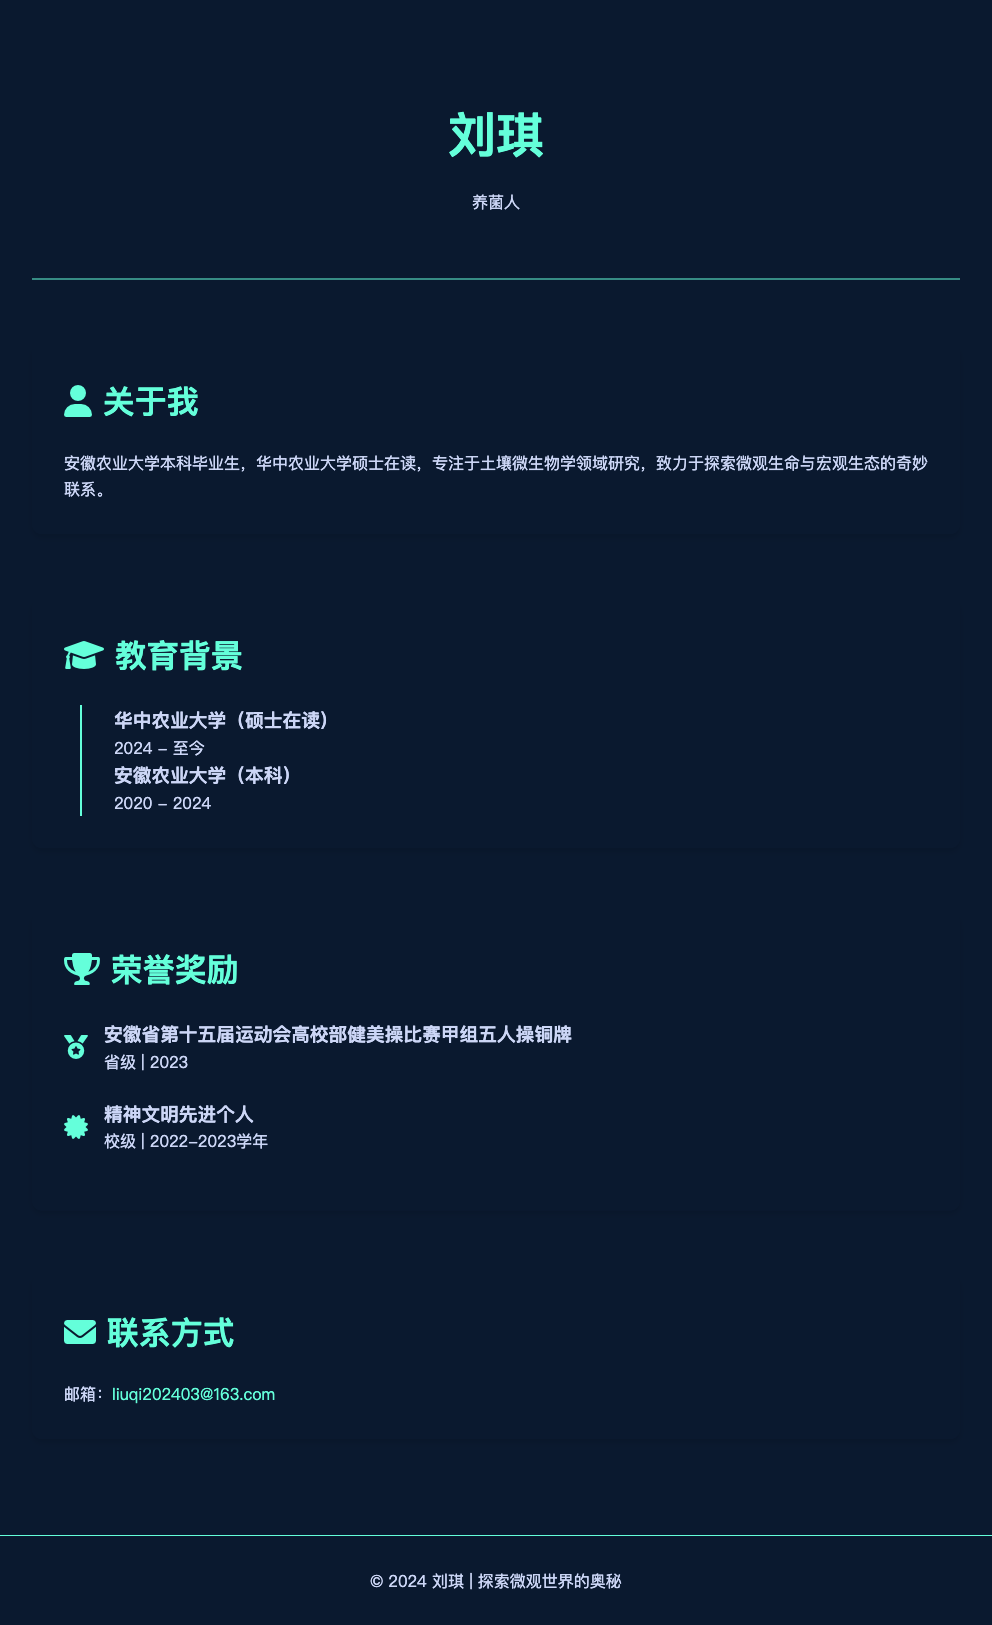 刘琪
养菌人
关于我
安徽农业大学本科毕业生，华中农业大学硕士在读，专注于土壤微生物学领域研究，致力于探索微观生命与宏观生态的奇妙
联系。
教育背景
华中农业大学（硕士在读）
2024 – 至今
安徽农业大学（本科）
2020 – 2024
荣誉奖励
安徽省第十五届运动会高校部健美操比赛甲组五人操铜牌
省级 | 2023
精神文明先进个人
校级 | 2022–2023学年
联系方式
邮箱：liuqi202403@163.com
© 2024 刘琪 | 探索微观世界的奥秘